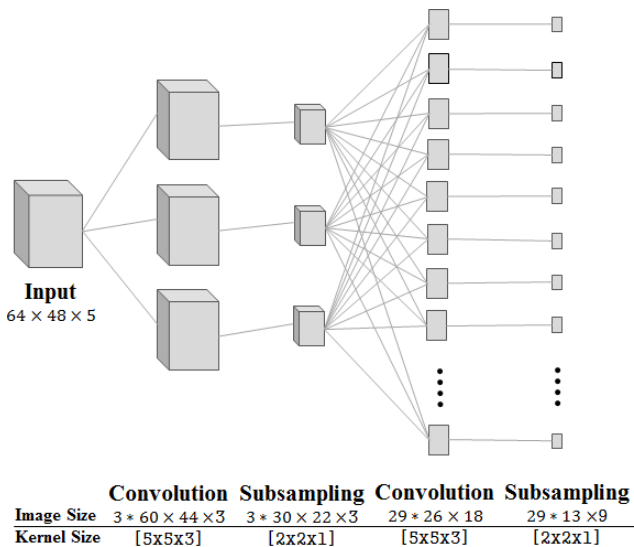 Input
64 × 48 × 5
Convolution Subsampling Convolution Subsampling
Image Size 3 * 60 × 44 ×3 3 * 30 × 22 ×3 29 * 26 × 18 29 * 13 ×9
Kernel Size [5x5x3] [2x2x1] [5x5x3] [2x2x1]